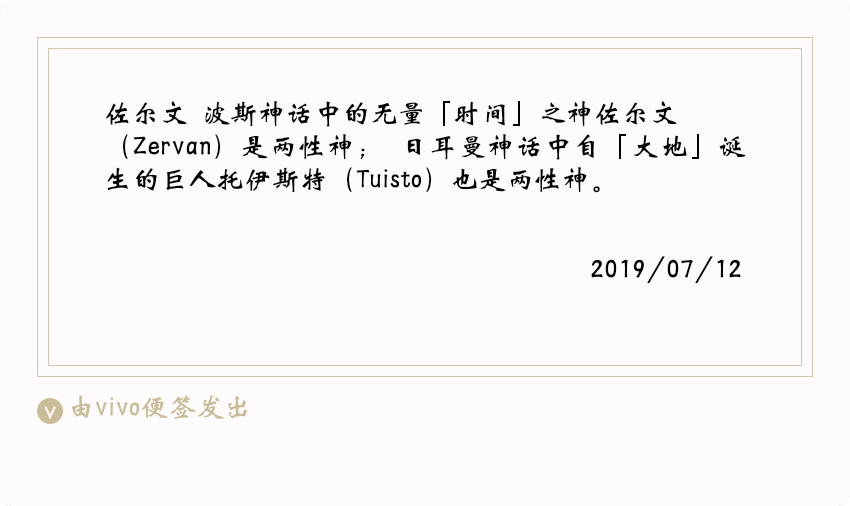 佐尔文 波斯神话中的无量「时间」之神佐尔文
（Zervan）是两性神； 日耳曼神话中自「大地」诞
生的巨人托伊斯特（Tuisto）也是两性神。
2019/07/12
由vivo便签发出